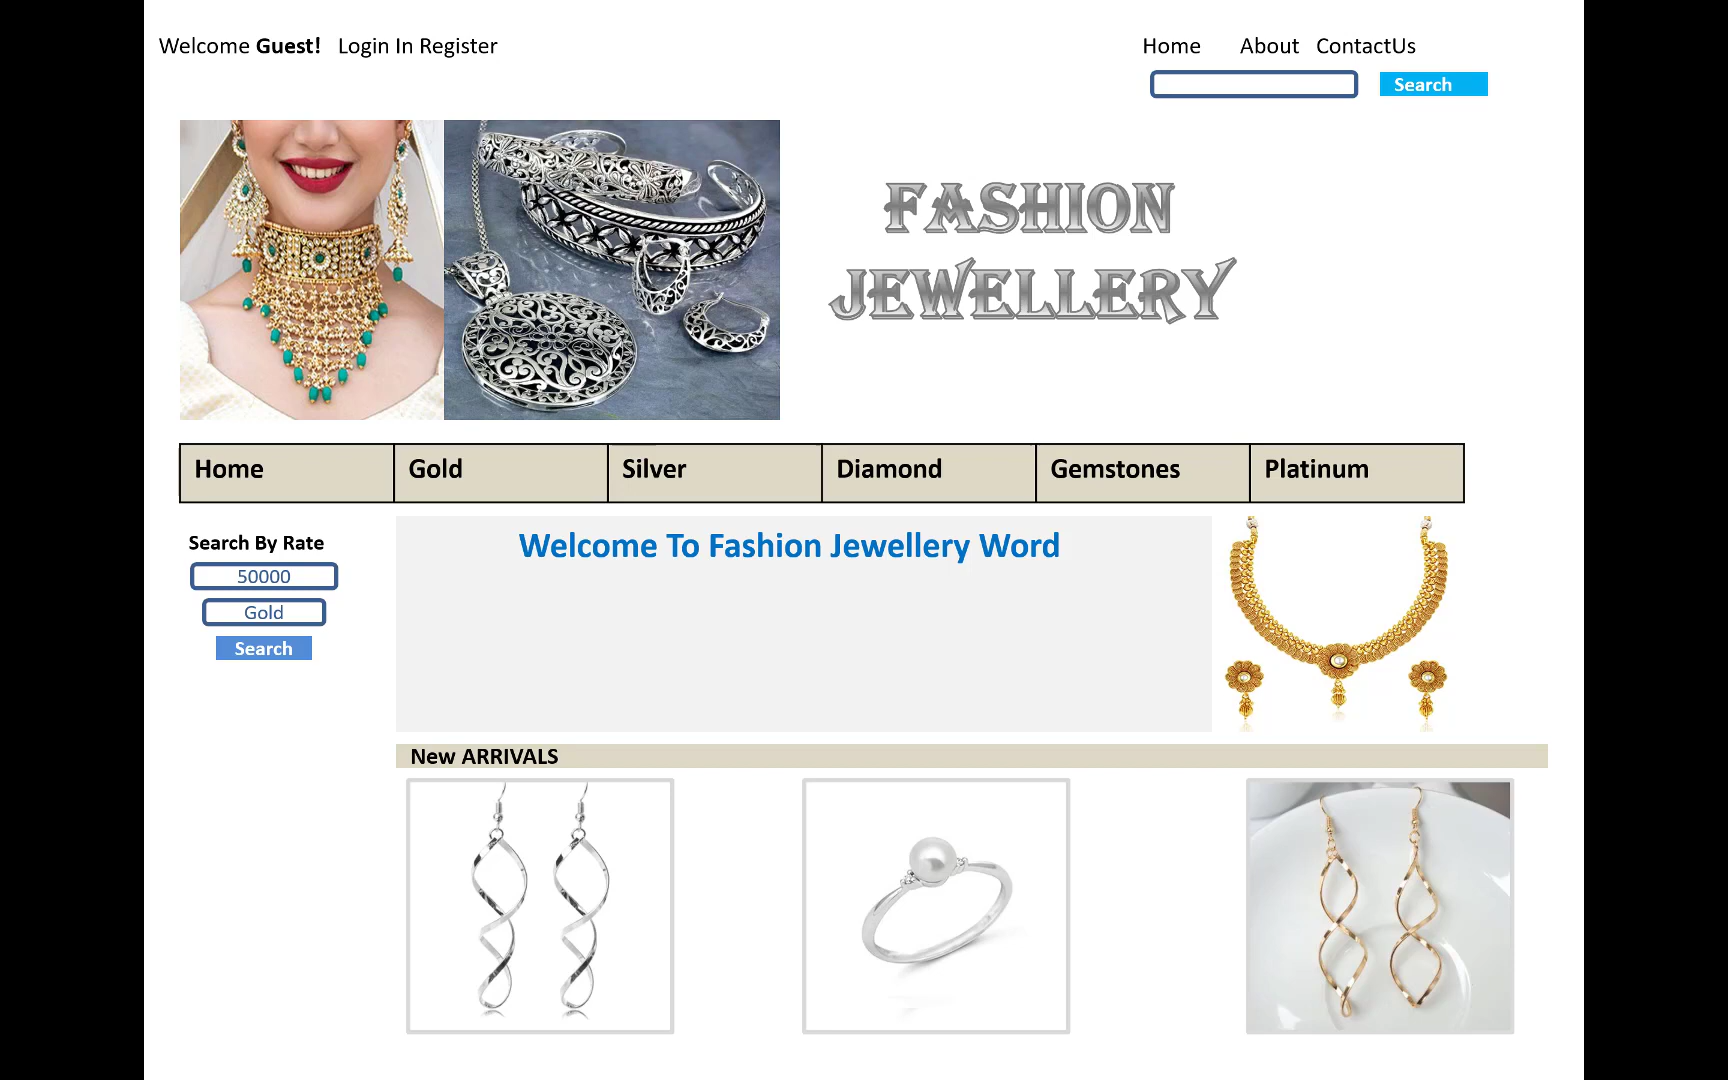 Welcome Guest! Login In Register
Home About ContactUs
Search
FASHION
JEWELLERY
Home Gold Silver Diamond Gemstones Platinum
Search By Rate
50000
Gold
Search
Welcome To Fashion Jewellery Word
New ARRIVALS